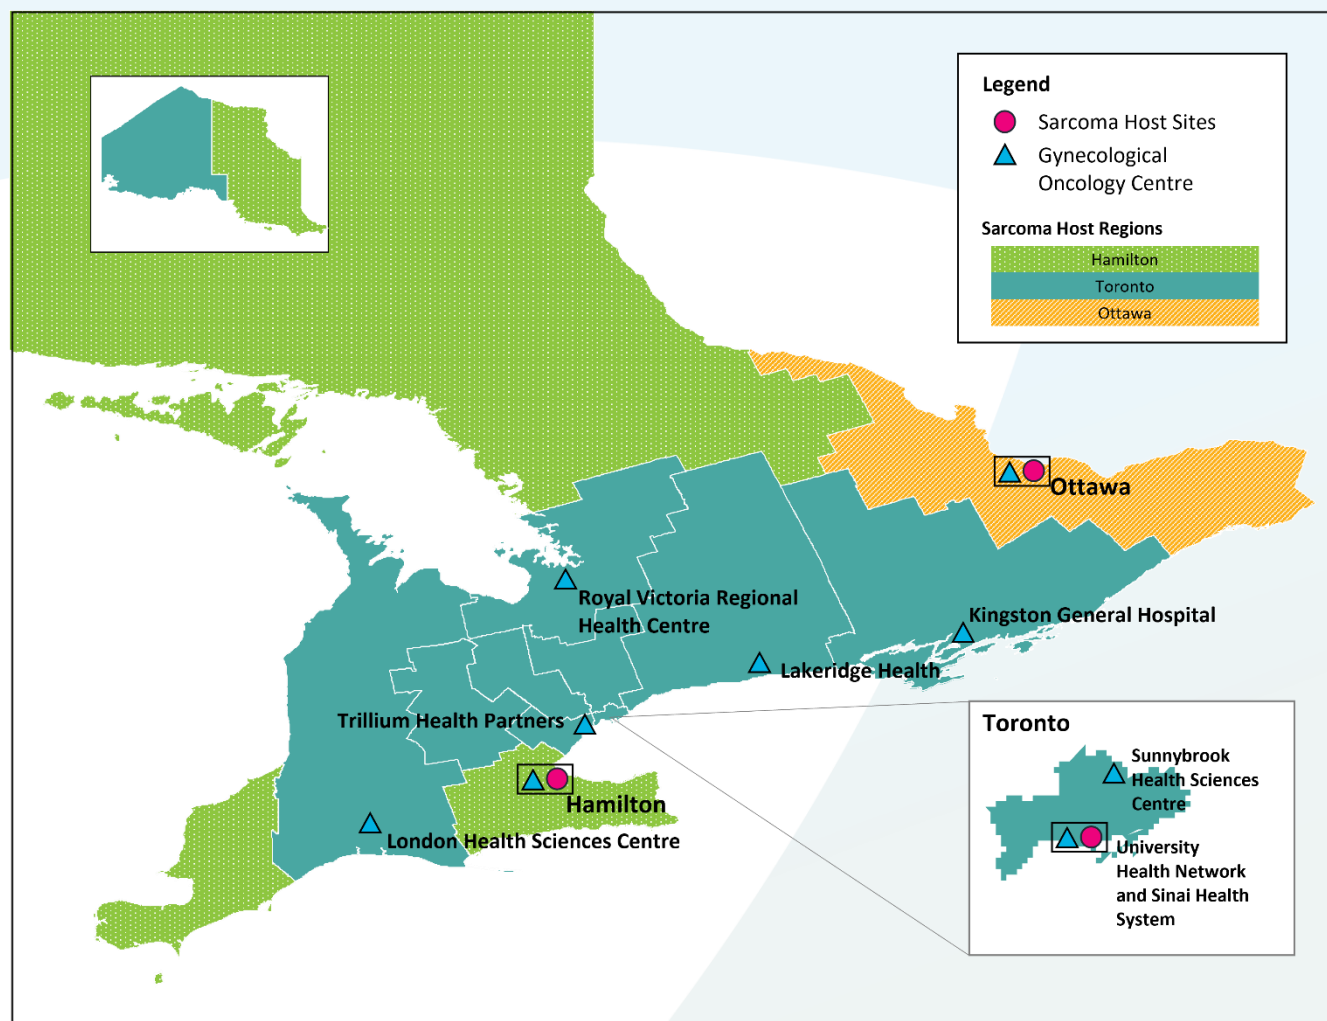 Legend
Sarcoma Host Sites
Gynecological
Oncology Centre
Sarcoma Host Regions
Hamilton
Toronto
Ottawa
Ottawa
Royal Victoria Regional
Health Centre
Kingston General Hospital
Lakeridge Health
Trillium Health Partners
Hamilton
London Health Sciences Centre
Toronto
Sunnybrook
Health Sciences
Centre
University
Health Network
and Sinai Health
System